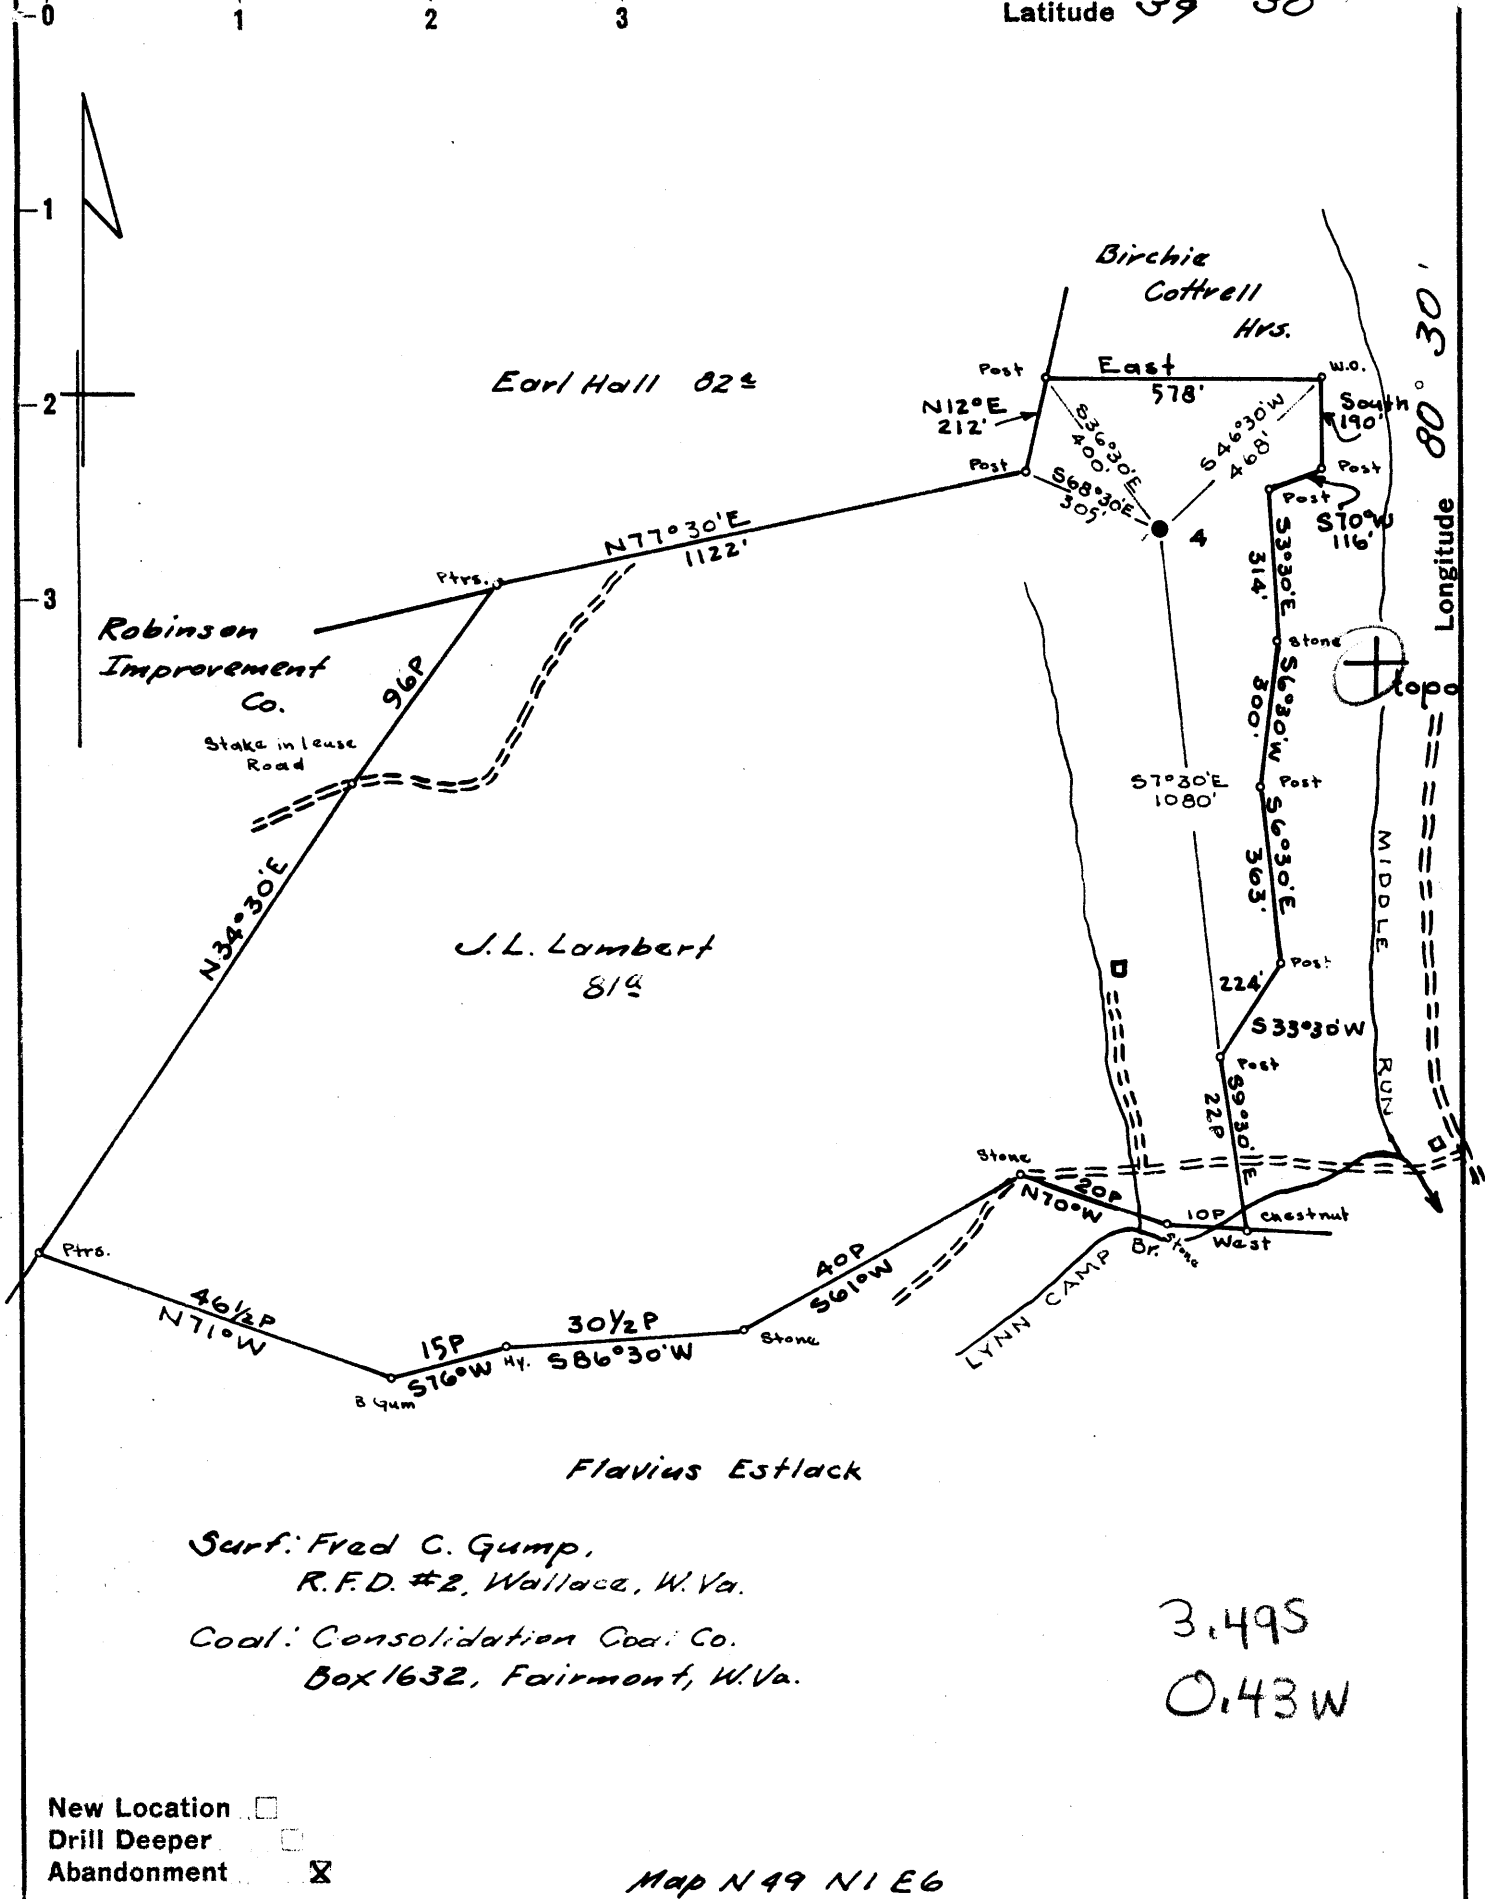 0 1 2 3
Latitude 39° 30'
1
2
3
Birchie
Cottrell
Hrs.
Earl Hall 82ª
Post
East
578'
W.O.
N12°E
212'
South
190'
S36°30'E
400'
S46°30'W
468'
Post
S68°30'E
305'
Post
Post
S70°W
116'
4
80° 30'
Longitude
N77°30'E
1122'
S3°30'E
314'
Ptrs.
Robinson
Improvement
Co.
96P
Stone
topo
S6°30'W
300'
Stake in lease
Road
S7°30'E
1080'
Post
S6°30'E
363'
MIDDLE RUN
N34°30'E
J.L. Lambert
81ª
Post
224'
S33°30'W
Post
S9°30'E
22P
Stone
20P
N70°W
10P
Chestnut
West
Stone
Br.
LYNN CAMP
Ptrs.
46½P
N71°W
40P
S61°W
15P
S76°W
Hy.
30½P
S86°30'W
Stone
B Gum
Flavius Estlack
Surf: Fred C. Gump,
R.F.D. #2, Wallace, W.Va.
Coal: Consolidation Coal Co.
Box 1632, Fairmont, W.Va.
3.49S
0.43W
New Location
Drill Deeper
Abandonment X
Map N49 N1 E6